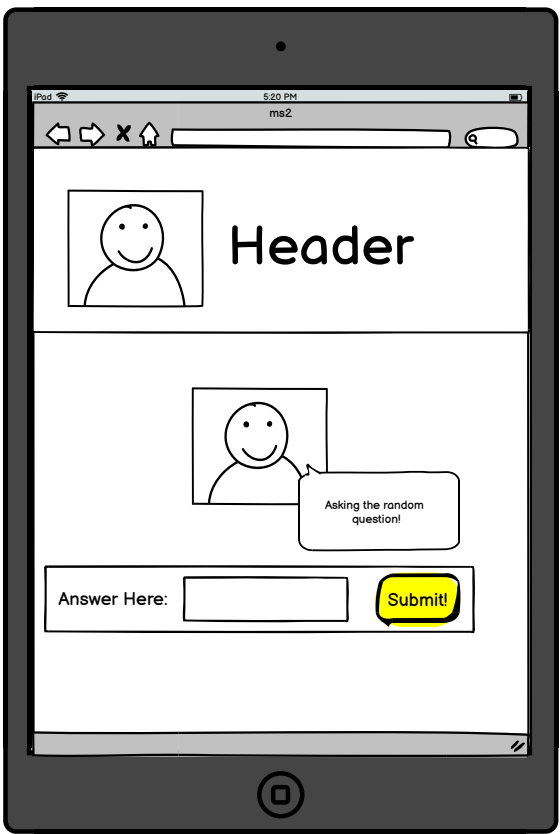 iPad 5:20 PM
ms2
Header
Asking the random
question!
Answer Here:
Submit!